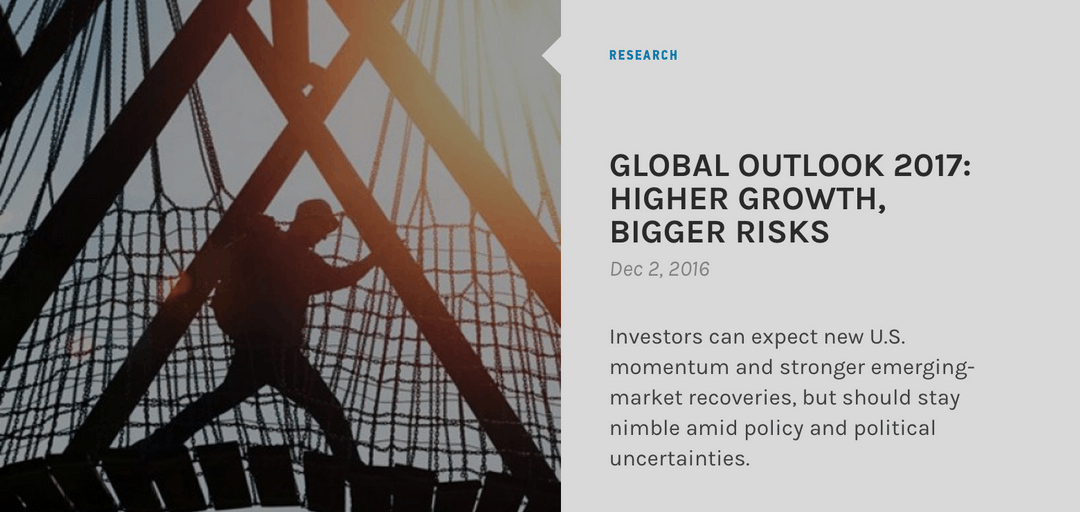 RESEARCH
GLOBAL OUTLOOK 2017:
HIGHER GROWTH,
BIGGER RISKS
Dec 2, 2016
Investors can expect new U.S.
momentum and stronger emerging-
market recoveries, but should stay
nimble amid policy and political
uncertainties.